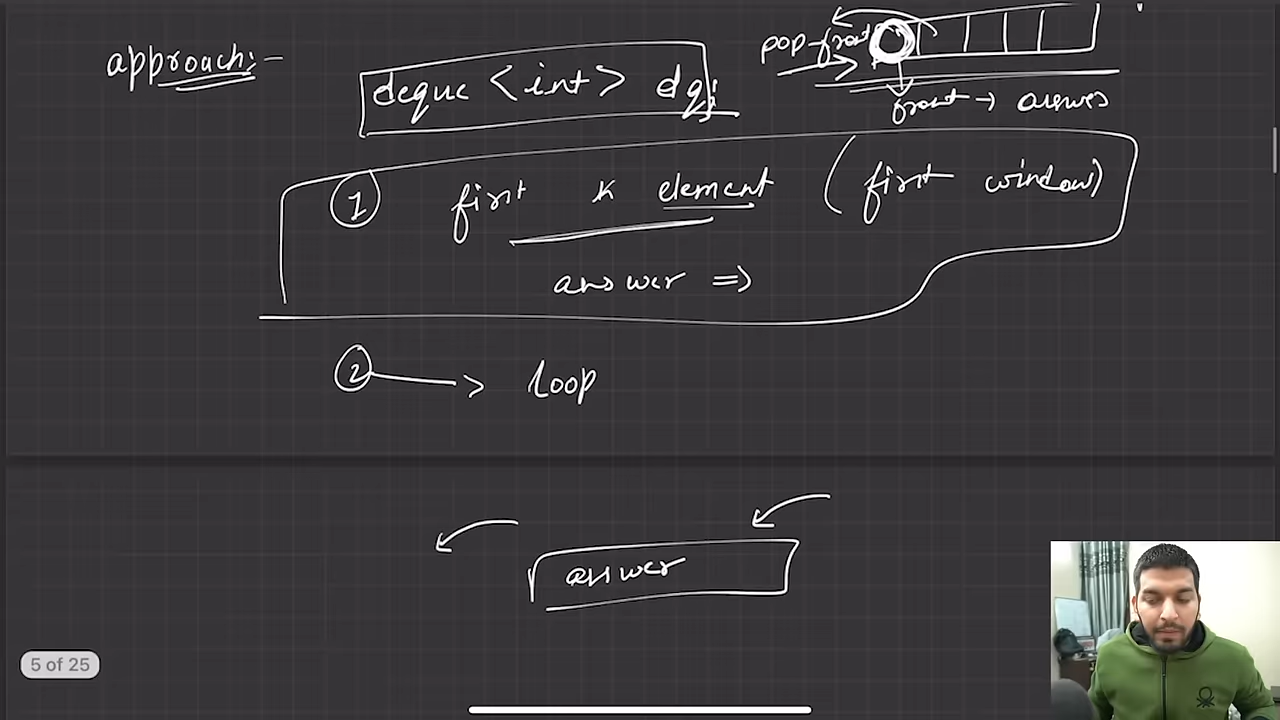 approach:-
deque <int> dq;
pop-front
front → answer
① first k element (first window)
answer ⇒
② → loop
answer
5 of 25